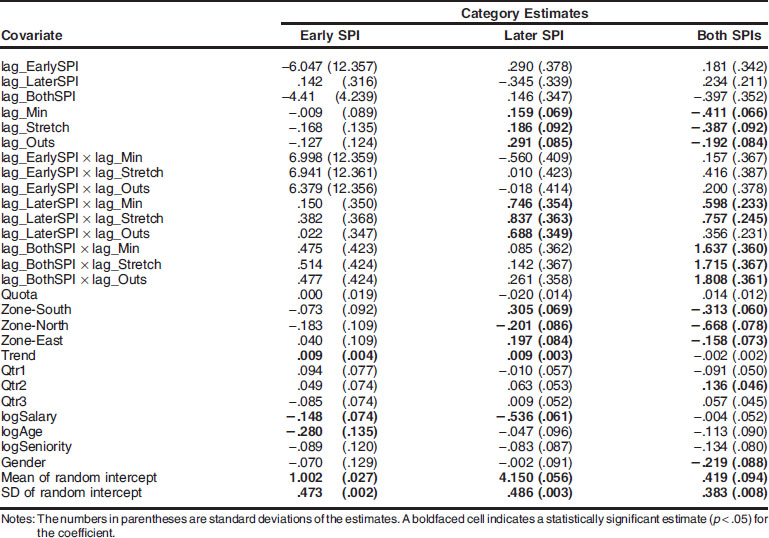 Category Estimates
Covariate Early SPI Later SPI Both SPIs
lag_EarlySPI –6.047 (12.357) .290 (.378) .181 (.342)
lag_LaterSPI .142 (.316) –.345 (.339) .234 (.211)
lag_BothSPI –4.41 (4.239) .146 (.347) –.397 (.352)
lag_Min –.009 (.089) .159 (.069) –.411 (.066)
lag_Stretch –.168 (.135) .186 (.092) –.387 (.092)
lag_Outs –.127 (.124) .291 (.085) –.192 (.084)
lag_EarlySPI × lag_Min 6.998 (12.359) –.560 (.409) .157 (.367)
lag_EarlySPI × lag_Stretch 6.941 (12.361) .010 (.423) .416 (.387)
lag_EarlySPI × lag_Outs 6.379 (12.356) –.018 (.414) .200 (.378)
lag_LaterSPI × lag_Min .150 (.350) .746 (.354) .598 (.233)
lag_LaterSPI × lag_Stretch .382 (.368) .837 (.363) .757 (.245)
lag_LaterSPI × lag_Outs .022 (.347) .688 (.349) .356 (.231)
lag_BothSPI × lag_Min .475 (.423) .085 (.362) 1.637 (.360)
lag_BothSPI × lag_Stretch .514 (.424) .142 (.367) 1.715 (.367)
lag_BothSPI × lag_Outs .477 (.424) .261 (.358) 1.808 (.361)
Quota .000 (.019) –.020 (.014) .014 (.012)
Zone-South –.073 (.092) .305 (.069) –.313 (.060)
Zone-North –.183 (.109) –.201 (.086) –.668 (.078)
Zone-East .040 (.109) .197 (.084) –.158 (.073)
Trend .009 (.004) .009 (.003) –.002 (.002)
Qtr1 .094 (.077) –.010 (.057) –.091 (.050)
Qtr2 .049 (.074) .063 (.053) .136 (.046)
Qtr3 –.085 (.074) .009 (.052) .057 (.045)
logSalary –.148 (.074) –.536 (.061) –.004 (.052)
logAge –.280 (.135) –.047 (.096) –.113 (.090)
logSeniority –.089 (.120) –.083 (.087) –.134 (.080)
Gender –.070 (.129) –.002 (.091) –.219 (.088)
Mean of random intercept 1.002 (.027) 4.150 (.056) .419 (.094)
SD of random intercept .473 (.002) .486 (.003) .383 (.008)
Notes: The numbers in parentheses are standard deviations of the estimates. A boldfaced cell indicates a statistically significant estimate (p < .05) for
the coefficient.